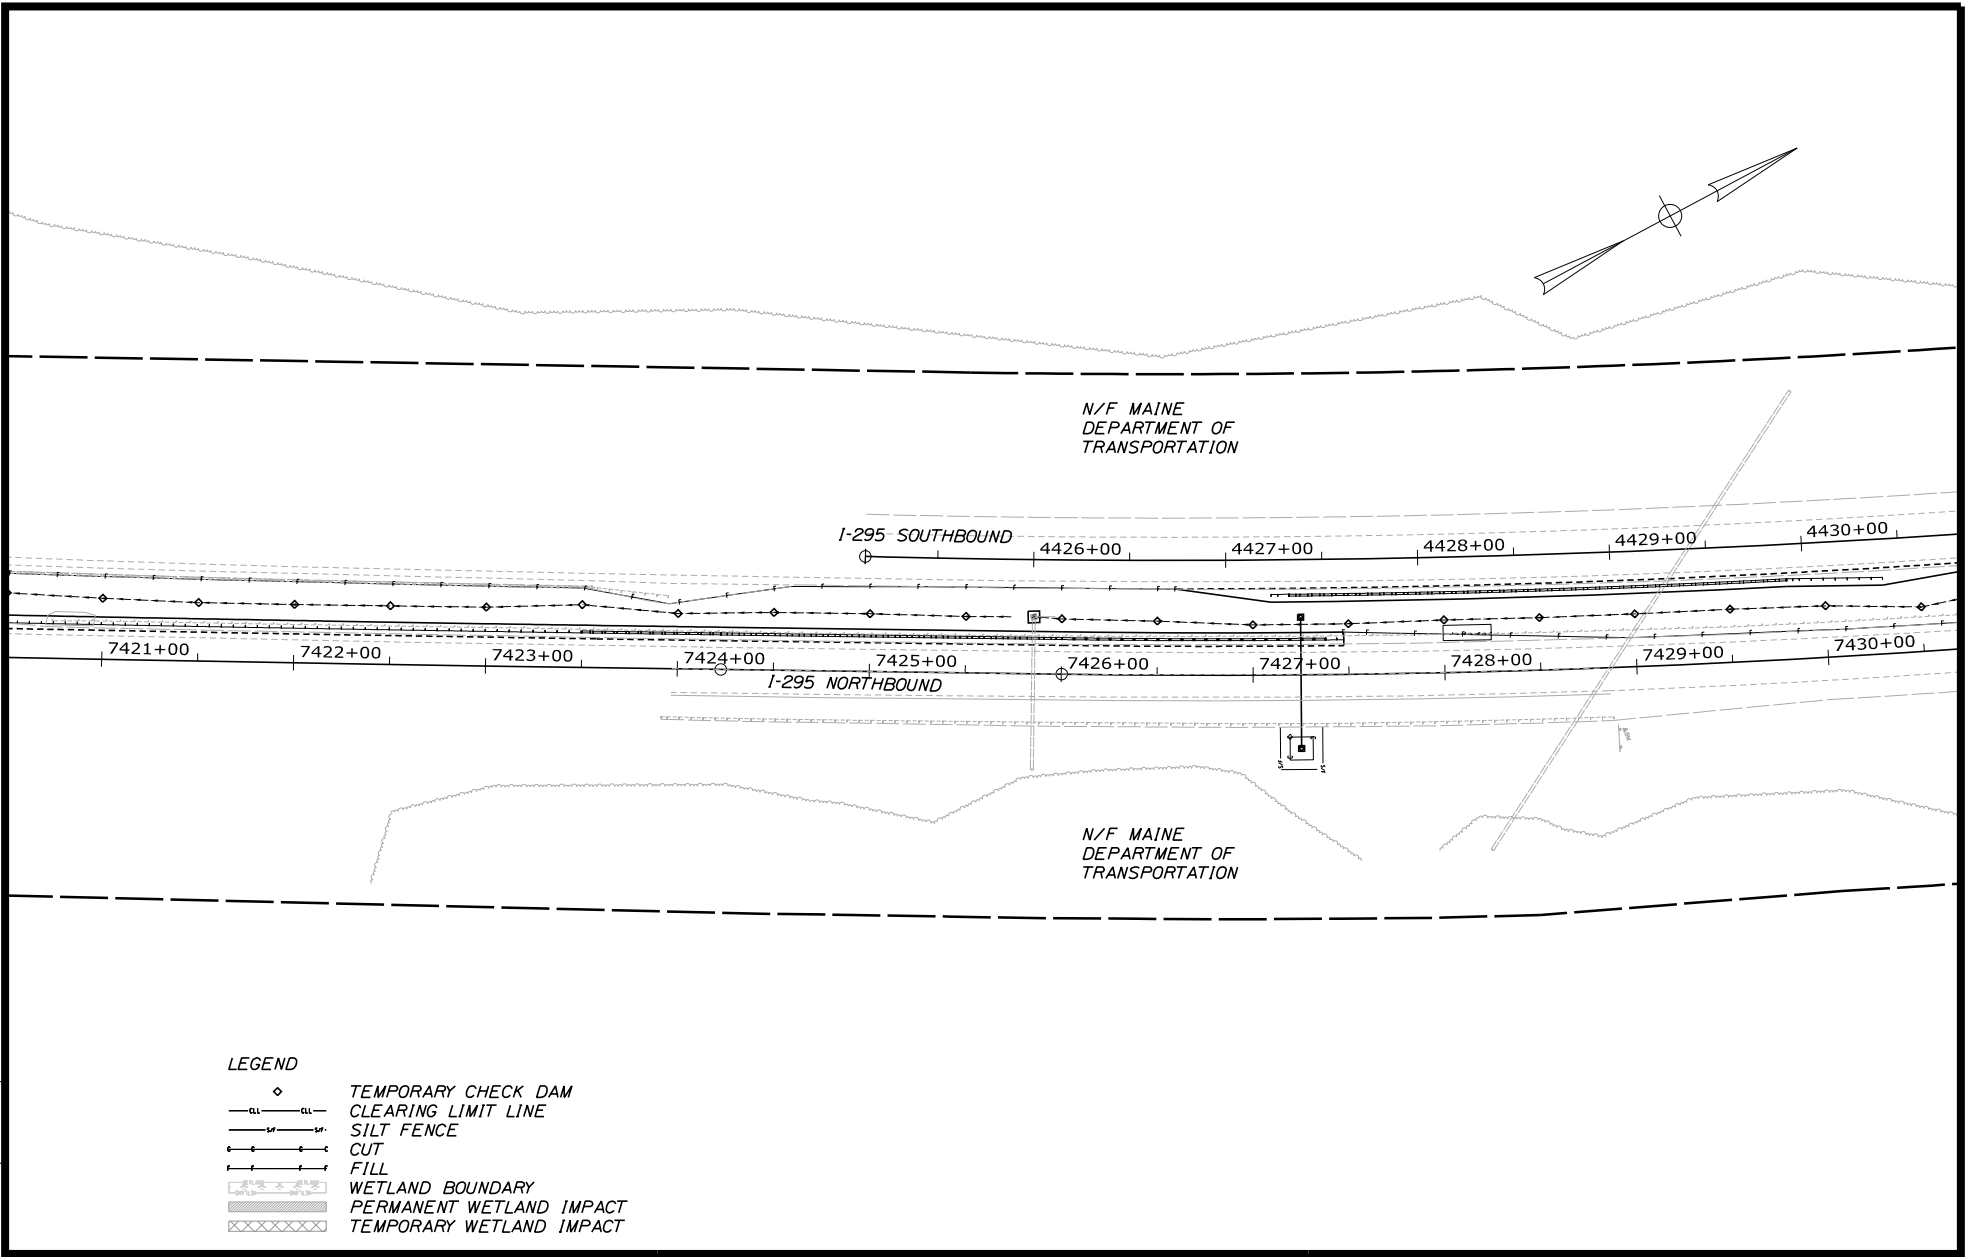 N/F MAINE
DEPARTMENT OF
TRANSPORTATION
I-295 SOUTHBOUND
4426+00
4427+00
4428+00
4429+00
4430+00
7421+00
7422+00
7423+00
7424+00
7425+00
7426+00
7427+00
7428+00
7429+00
7430+00
I-295 NORTHBOUND
S/F
S/F
N/F MAINE
DEPARTMENT OF
TRANSPORTATION
LEGEND
TEMPORARY CHECK DAM
CLL CLL CLEARING LIMIT LINE
S/F S/F SILT FENCE
C C C C CUT
F F F F FILL
WETLAND BOUNDARY
PERMANENT WETLAND IMPACT
TEMPORARY WETLAND IMPACT